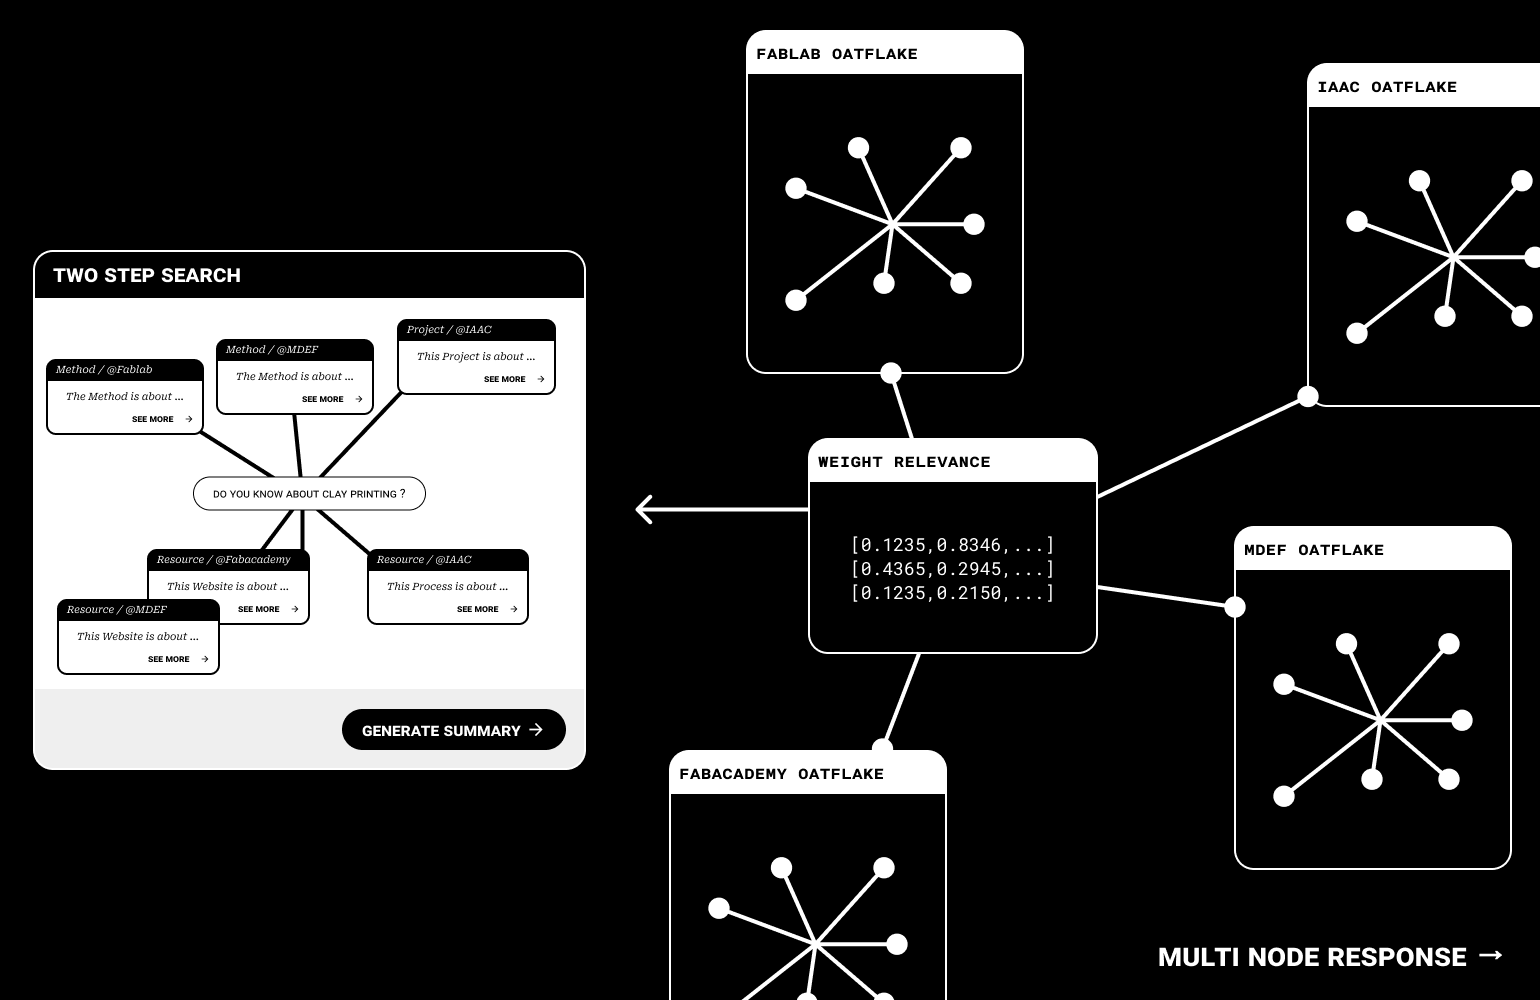 FABLAB OATFLAKE
IAAC OATFLAKE
TWO STEP SEARCH
Project / @IAAC
This Project is about ...
SEE MORE →
Method / @MDEF
The Method is about ...
SEE MORE →
Method / @Fablab
The Method is about ...
SEE MORE →
DO YOU KNOW ABOUT CLAY PRINTING ?
Resource / @Fabacademy
This Website is about ...
SEE MORE →
Resource / @IAAC
This Process is about ...
SEE MORE →
Resource / @MDEF
This Website is about ...
SEE MORE →
GENERATE SUMMARY →
WEIGHT RELEVANCE
[0.1235,0.8346,...]
[0.4365,0.2945,...]
[0.1235,0.2150,...]
MDEF OATFLAKE
FABACADEMY OATFLAKE
MULTI NODE RESPONSE →